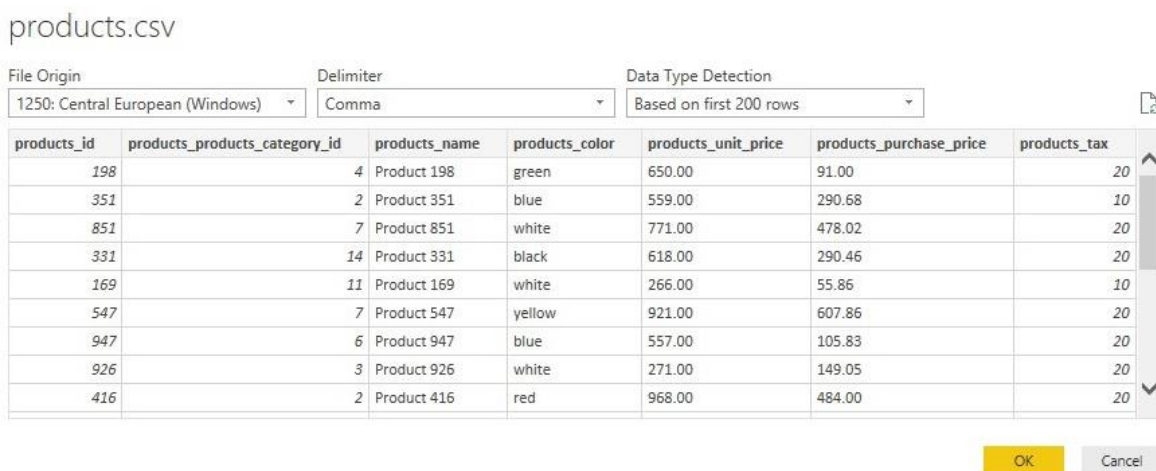 products.csv
File Origin Delimiter Data Type Detection
1250: Central European (Windows) Comma Based on first 200 rows
products_id products_products_category_id products_name products_color products_unit_price products_purchase_price products_tax
198 4 Product 198 green 650.00 91.00 20
351 2 Product 351 blue 559.00 290.68 10
851 7 Product 851 white 771.00 478.02 20
331 14 Product 331 black 618.00 290.46 20
169 11 Product 169 white 266.00 55.86 10
547 7 Product 547 yellow 921.00 607.86 20
947 6 Product 947 blue 557.00 105.83 20
926 3 Product 926 white 271.00 149.05 20
416 2 Product 416 red 968.00 484.00 20
OK Cancel